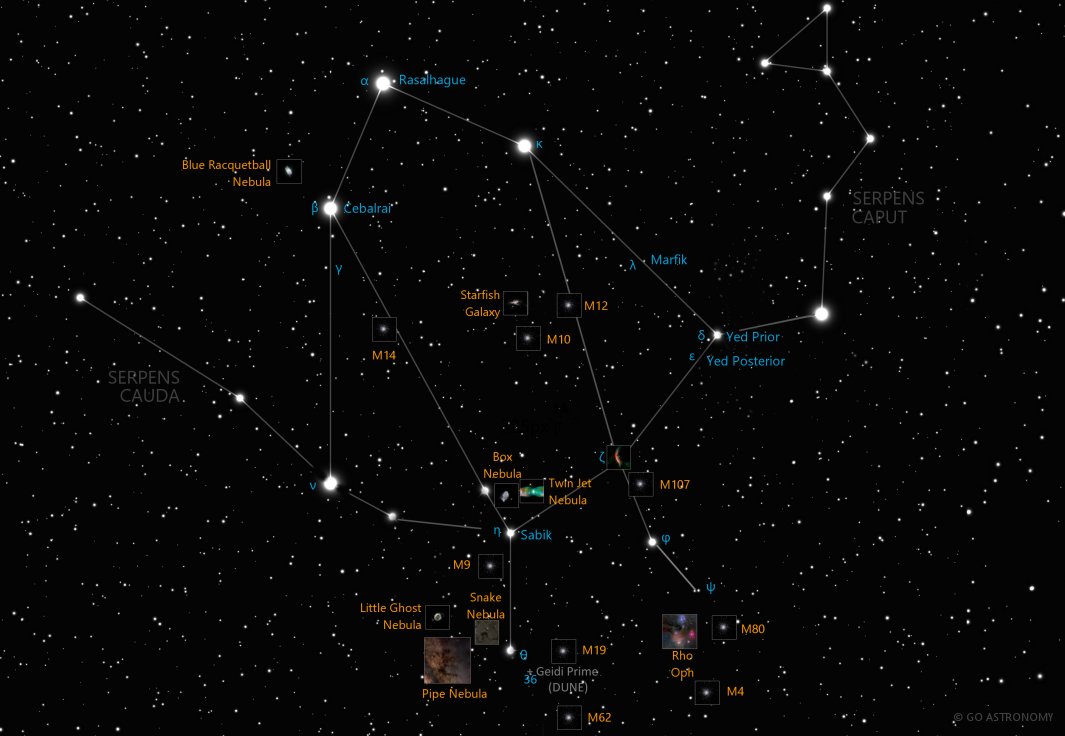 α Rasalhague
κ
Blue Racquetball
Nebula
β Cebalrai
SERPENS
CAPUT
γ
λ Marfik
Starfish
Galaxy
M12
M10
M14
δ Yed Prior
ε Yed Posterior
SERPENS
CAUDA
ζ
Box
Nebula
Twin Jet
Nebula
M107
ν
η Sabik
φ
M9
ψ
Snake
Nebula
Little Ghost
Nebula
M80
θ
M19
Rho
Oph
+ Geidi Prime
(DUNE)
36
Pipe Nebula
M4
M62
© GO ASTRONOMY